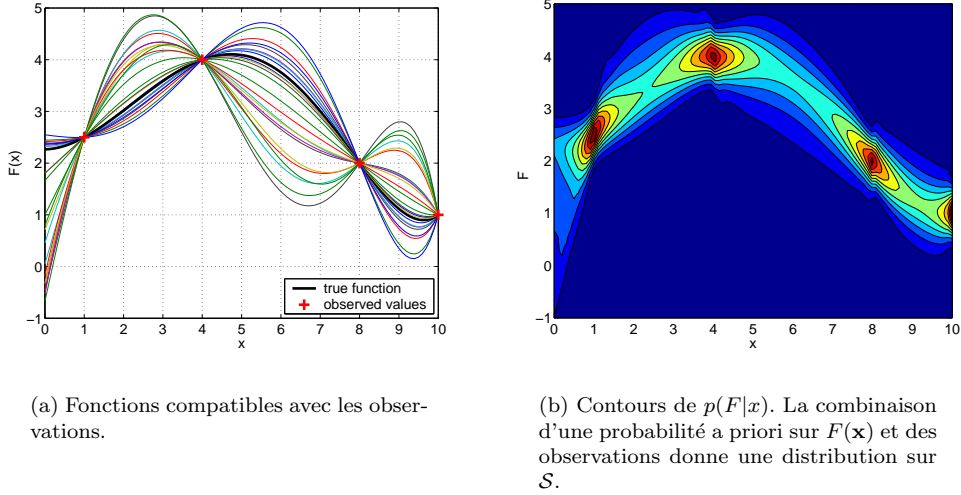 5
4
3
2
1
0
−1
F(x)
0 1 2 3 4 5 6 7 8 9 10
x
true function
observed values
5
4
3
2
1
0
−1
F
0 1 2 3 4 5 6 7 8 9 10
x
(a) Fonctions compatibles avec les obser-
vations.
(b) Contours de p(F|x). La combinaison
d'une probabilité a priori sur F(x) et des
observations donne une distribution sur
S.